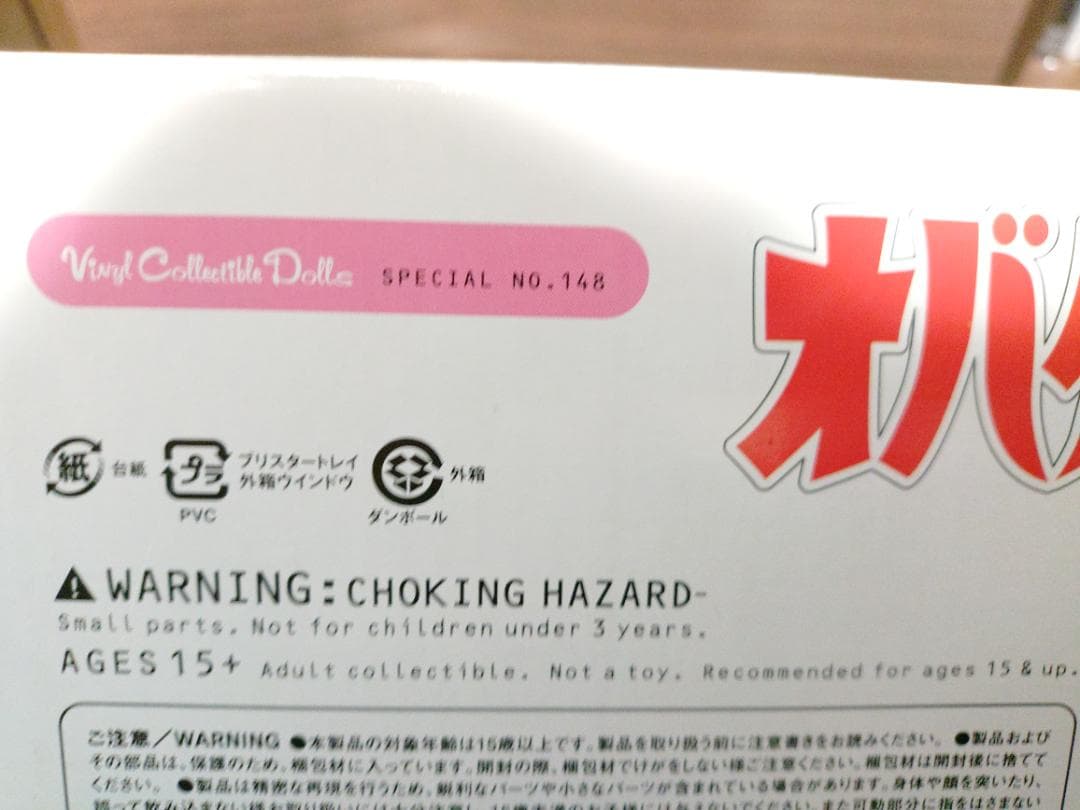 Vinyl Collectible Dolls SPECIAL NO.148
オバ
紙 台紙
プラ ブリスタートレイ
外箱ウインドウ
PVC
外箱
ダンボール
WARNING:CHOKING HAZARD-
Small parts. Not for children under 3 years.
AGES 15+ Adult collectible. Not a toy. Recommended for ages 15 & up.
ご注意/WARNING ●本製品の対象年齢は15歳以上です。製品を取り扱う前に注意書きをお読みください。 ●製品および
その部品は、保護のため、梱包材に入っています。開封の際、梱包材でけがをしない様ご注意ください。梱包材は開封後に捨てて
ください。 ●製品は精密な再現を行うため、鋭利なパーツや小さなパーツが含まれている場合があります。身体や顔を突いたり、